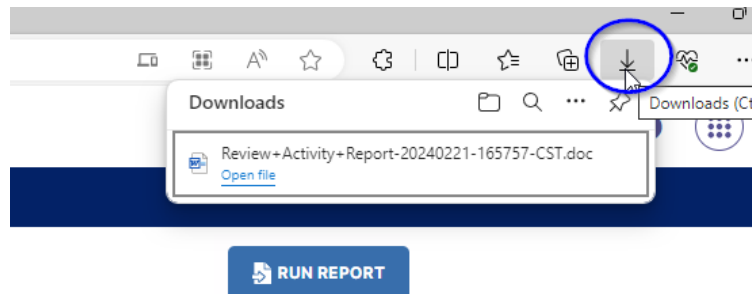 Downloads
Downloads (Ct
Review+Activity+Report-20240221-165757-CST.doc
Open file
RUN REPORT